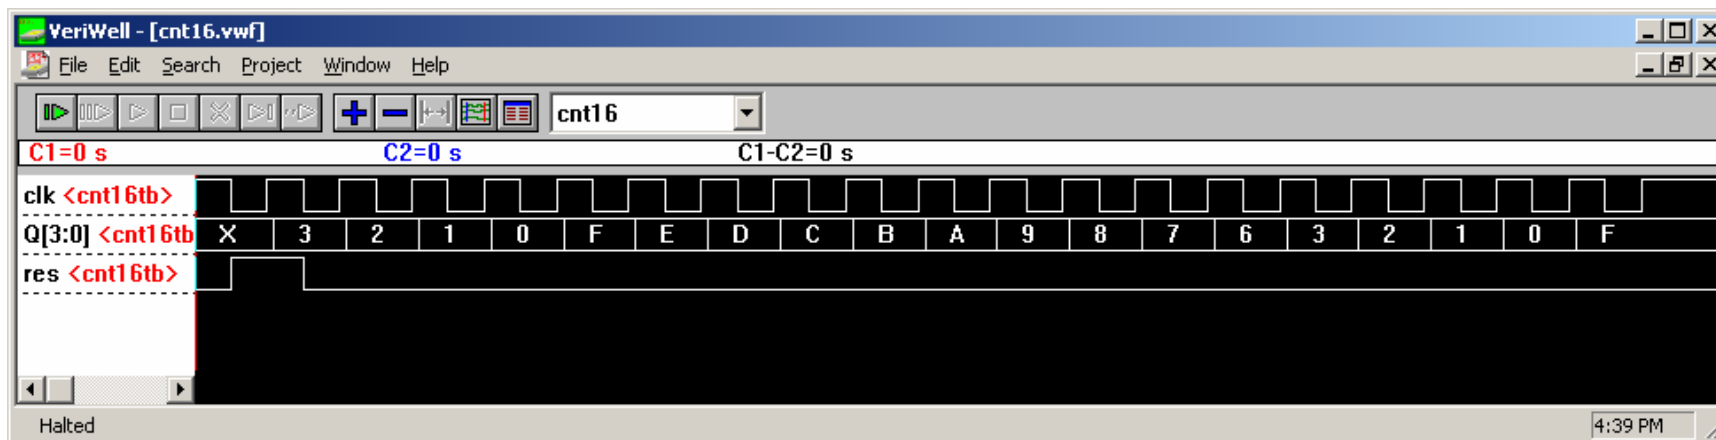 VeriWell - [cnt16.vwf]
File Edit Search Project Window Help
cnt16
C1=0 s C2=0 s C1-C2=0 s
clk <cnt16tb>
Q[3:0] <cnt16tb X 3 2 1 0 F E D C B A 9 8 7 6 3 2 1 0 F
res <cnt16tb>
Halted 4:39 PM